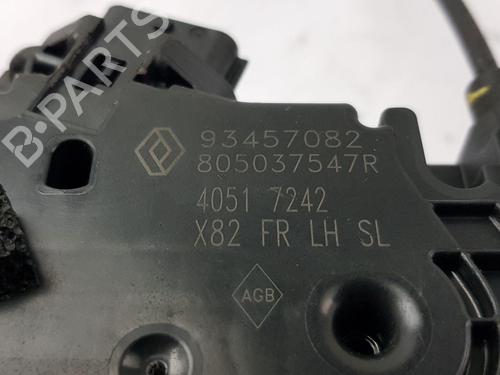 93457082
805037547R
4051 7242
X82 FR LH SL
AGB
B-PARTS